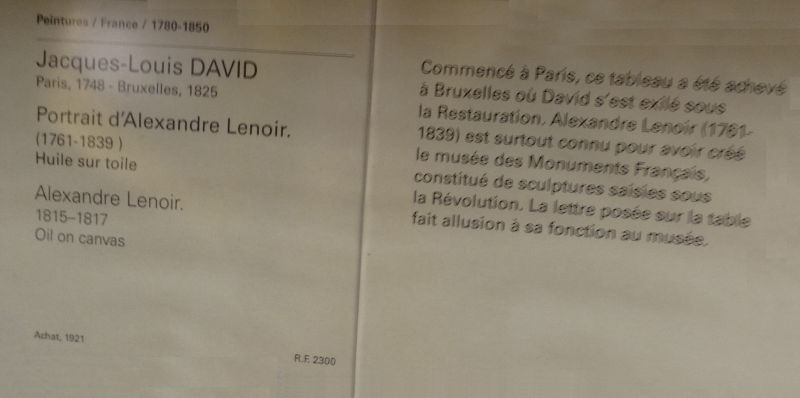 Peintures / France / 1780-1850
Jacques-Louis DAVID
Paris, 1748 - Bruxelles, 1825
Portrait d'Alexandre Lenoir.
(1761-1839 )
Huile sur toile
Alexandre Lenoir.
1815–1817
Oil on canvas
Achat, 1921
R.F. 2300
Commencé à Paris, ce tableau a été achevé
à Bruxelles où David s'est exilé sous
la Restauration. Alexandre Lenoir (1761-
1839) est surtout connu pour avoir créé
le musée des Monuments Français,
constitué de sculptures saisies sous
la Révolution. La lettre posée sur la table
fait allusion à sa fonction au musée.